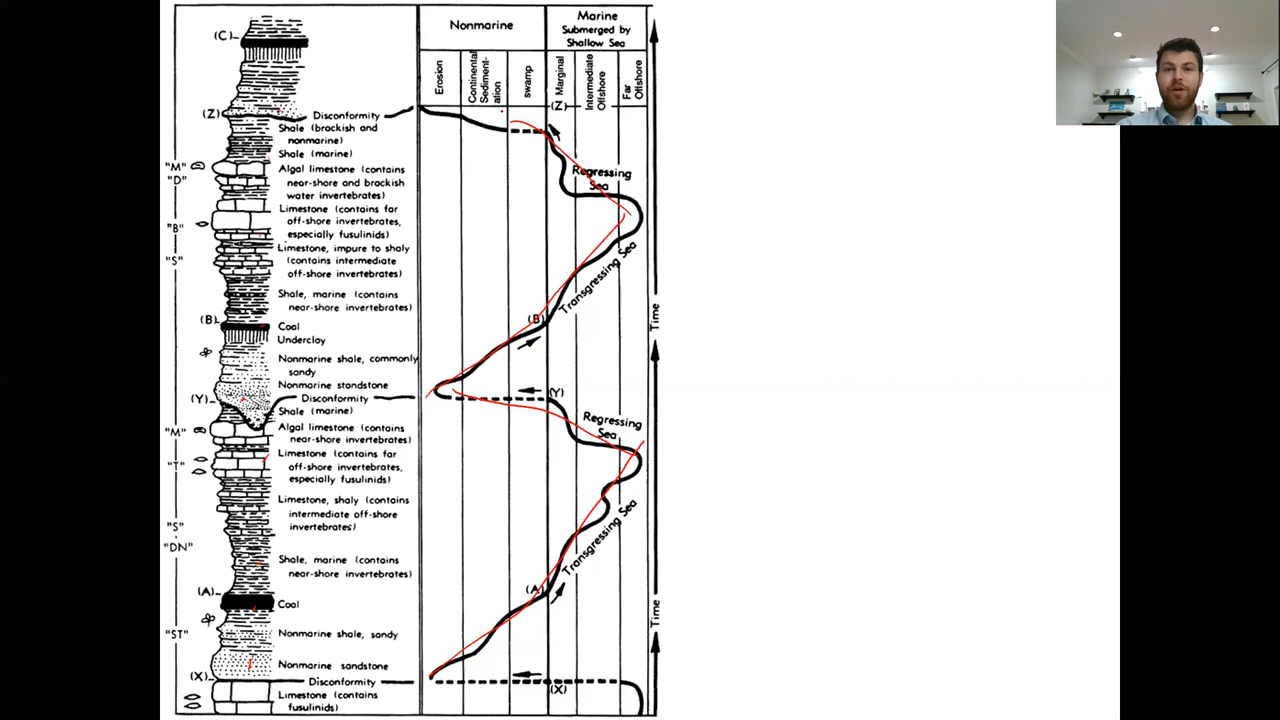 Nonmarine
Marine
Submerged by
Shallow Sea
Erosion
Continental
Sediment-
ation
swamp
Marginal
Intermediate
Offshore
Far
Offshore
(C)
(Z)
Disconformity
(Z)
Shale (brackish and
nonmarine)
Shale (marine)
"M"
"D"
Algal limestone (contains
near-shore and brackish
water invertebrates)
Regressing
Sea
"B"
Limestone (contains far
off-shore invertebrates,
especially fusulinids)
"S"
Limestone, impure to shaly
(contains intermediate
off-shore invertebrates)
Transgressing Sea
Shale, marine (contains
near-shore invertebrates)
Time
(B)
(B)
Coal
Underclay
Nonmarine shale, commonly
sandy
Nonmarine standstone
(Y)
Disconformity
(Y)
Shale (marine)
"M"
Algal limestone (contains
near-shore invertebrates)
Regressing
Sea
"T"
Limestone (contains far
off-shore invertebrates,
especially fusulinids)
"S"
Limestone, shaly (contains
intermediate off-shore
invertebrates)
Transgressing Sea
"DN"
Shale, marine (contains
near-shore invertebrates)
(A)
(A)
Coal
Time
"ST"
Nonmarine shale, sandy
Nonmarine sandstone
(X)
Disconformity
(X)
Limestone (contains
fusulinids)